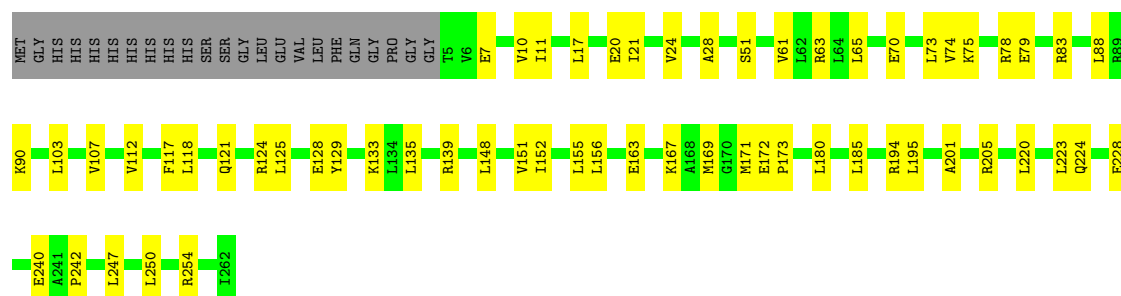 MET GLY HIS HIS HIS HIS HIS HIS HIS HIS SER SER GLY LEU GLU VAL LEU PHE GLN GLY PRO GLY GLY T5 V6 E7 V10 I11 L17 E20 I21 V24 A28 S51 V61 L62 R63 L64 L65 E70 L73 V74 K75 R78 E79 R83 L88 R89
K90 L103 V107 V112 F117 L118 Q121 R124 L125 E128 Y129 K133 L134 L135 R139 L148 V151 I152 L155 L156 E163 K167 A168 M169 G170 M171 E172 P173 L180 L185 R194 L195 A201 R205 L220 L223 Q224 E228
E240 A241 P242 L247 L250 R254 I262